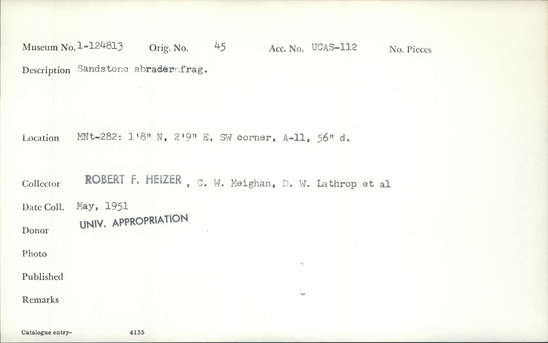 Museum No. 1-124813 Orig. No. 45 Acc. No. UCAS-112 No. Pieces
Description Sandstone abrader frag.
Location MNt-282: 1'8" N, 2'9" E, SW corner, A-11, 56" d.
Collector ROBERT F. HEIZER, C. W. Meighan, D. W. Lathrop et al
Date Coll. May, 1951
Donor UNIV. APPROPRIATION
Photo
Published
Remarks
Catalogue entry- 4135